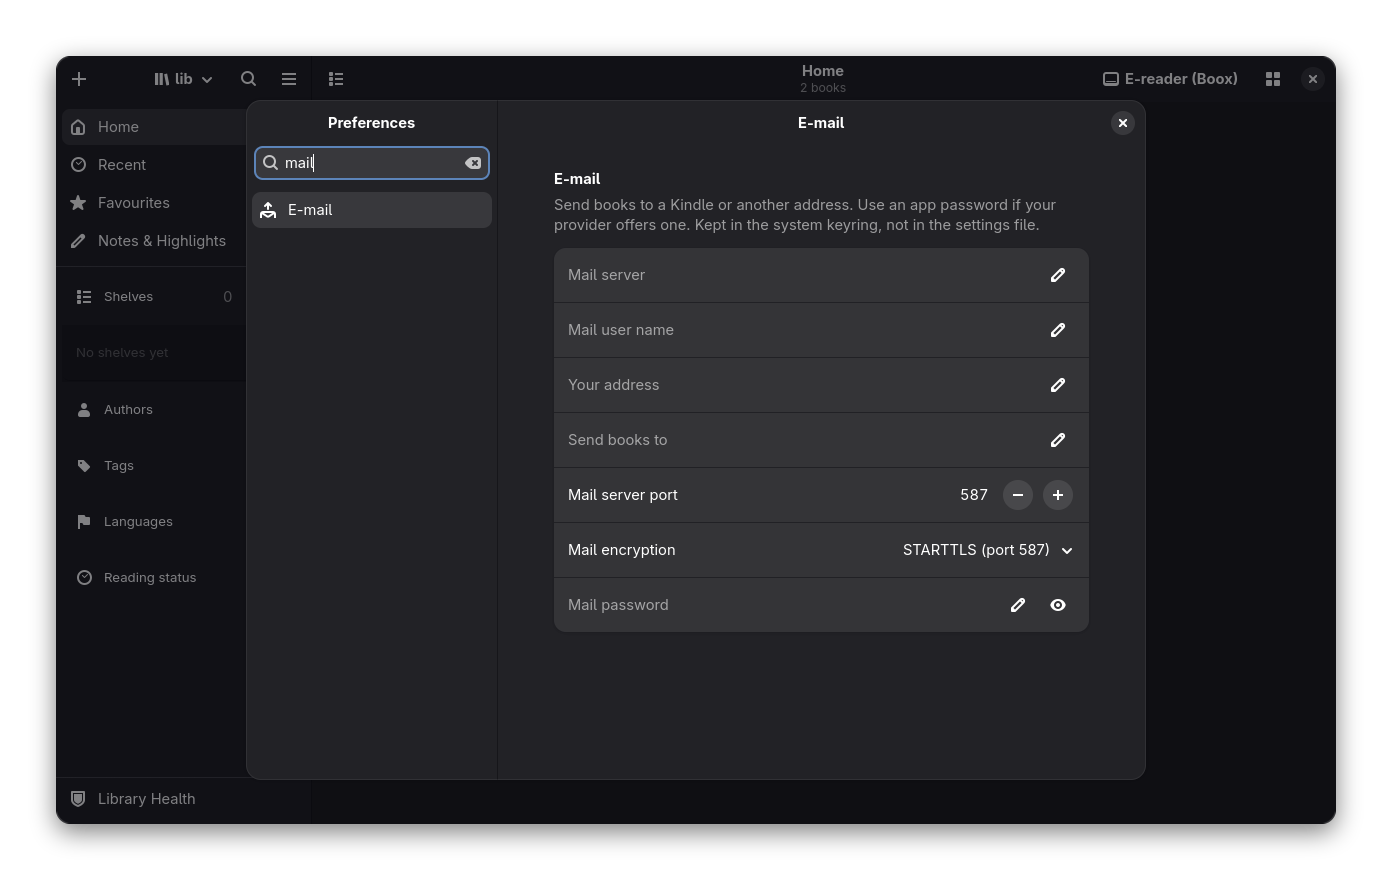 lib
Home
2 books
E-reader (Boox)
Home
Recent
Favourites
Notes & Highlights
Shelves 0
No shelves yet
Authors
Tags
Languages
Reading status
Library Health
Preferences
mail
E-mail
E-mail
E-mail
Send books to a Kindle or another address. Use an app password if your
provider offers one. Kept in the system keyring, not in the settings file.
Mail server
Mail user name
Your address
Send books to
Mail server port 587
Mail encryption STARTTLS (port 587)
Mail password